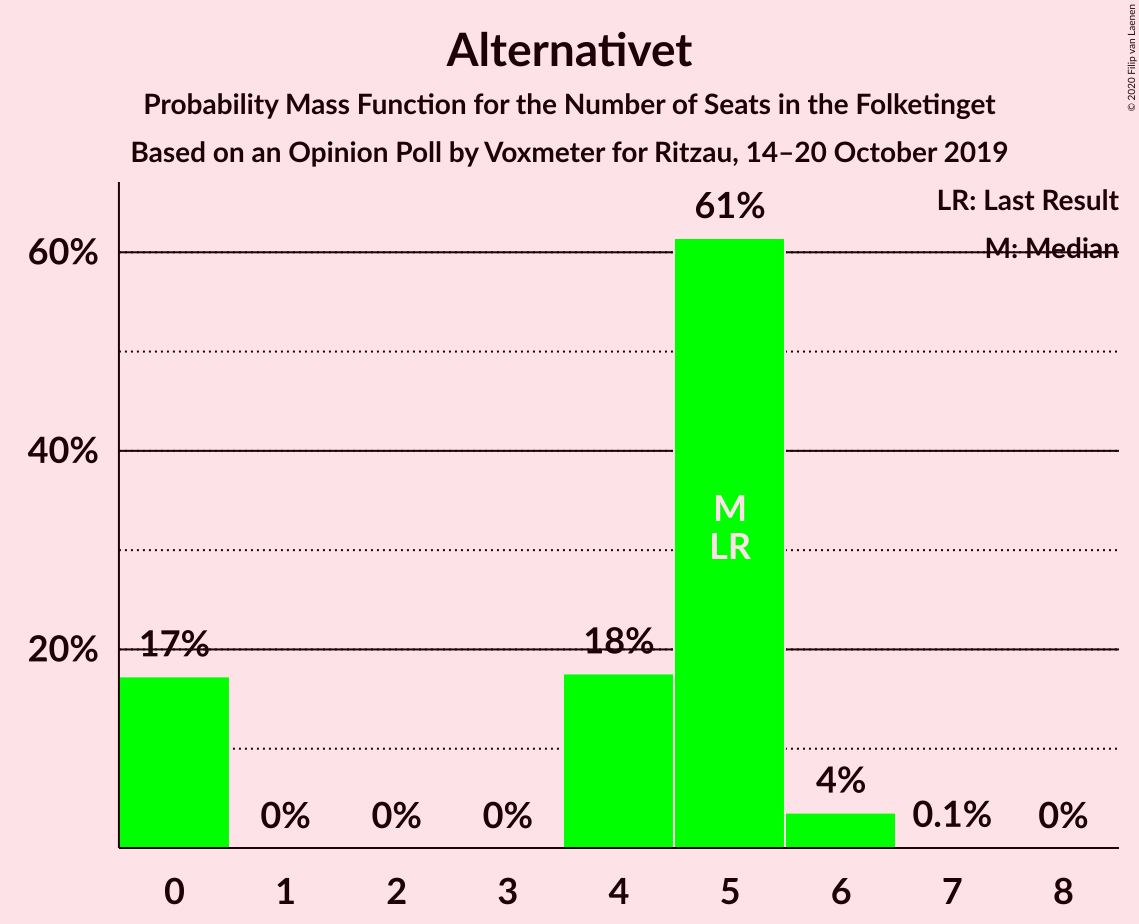 Alternativet
Probability Mass Function for the Number of Seats in the Folketinget
Based on an Opinion Poll by Voxmeter for Ritzau, 14–20 October 2019
© 2020 Filip van Laenen
LR: Last Result
M: Median
60%
40%
20%
17%
0%
0%
0%
18%
61%
M
LR
4%
0.1%
0%
0
1
2
3
4
5
6
7
8